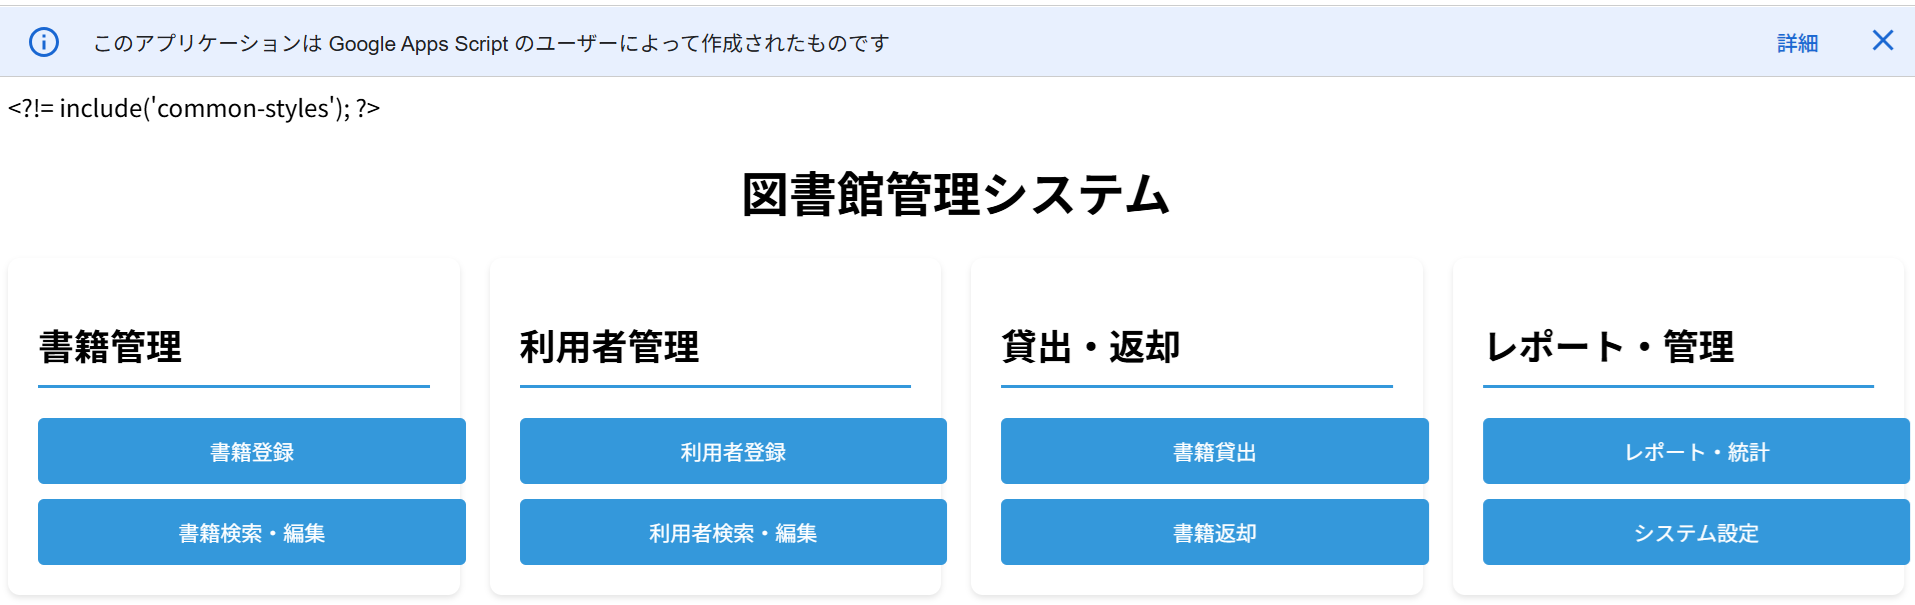 このアプリケーションは Google Apps Script のユーザーによって作成されたものです
詳細
<?!= include('common-styles'); ?>
図書館管理システム
書籍管理
書籍登録
書籍検索・編集
利用者管理
利用者登録
利用者検索・編集
貸出・返却
書籍貸出
書籍返却
レポート・管理
レポート・統計
システム設定